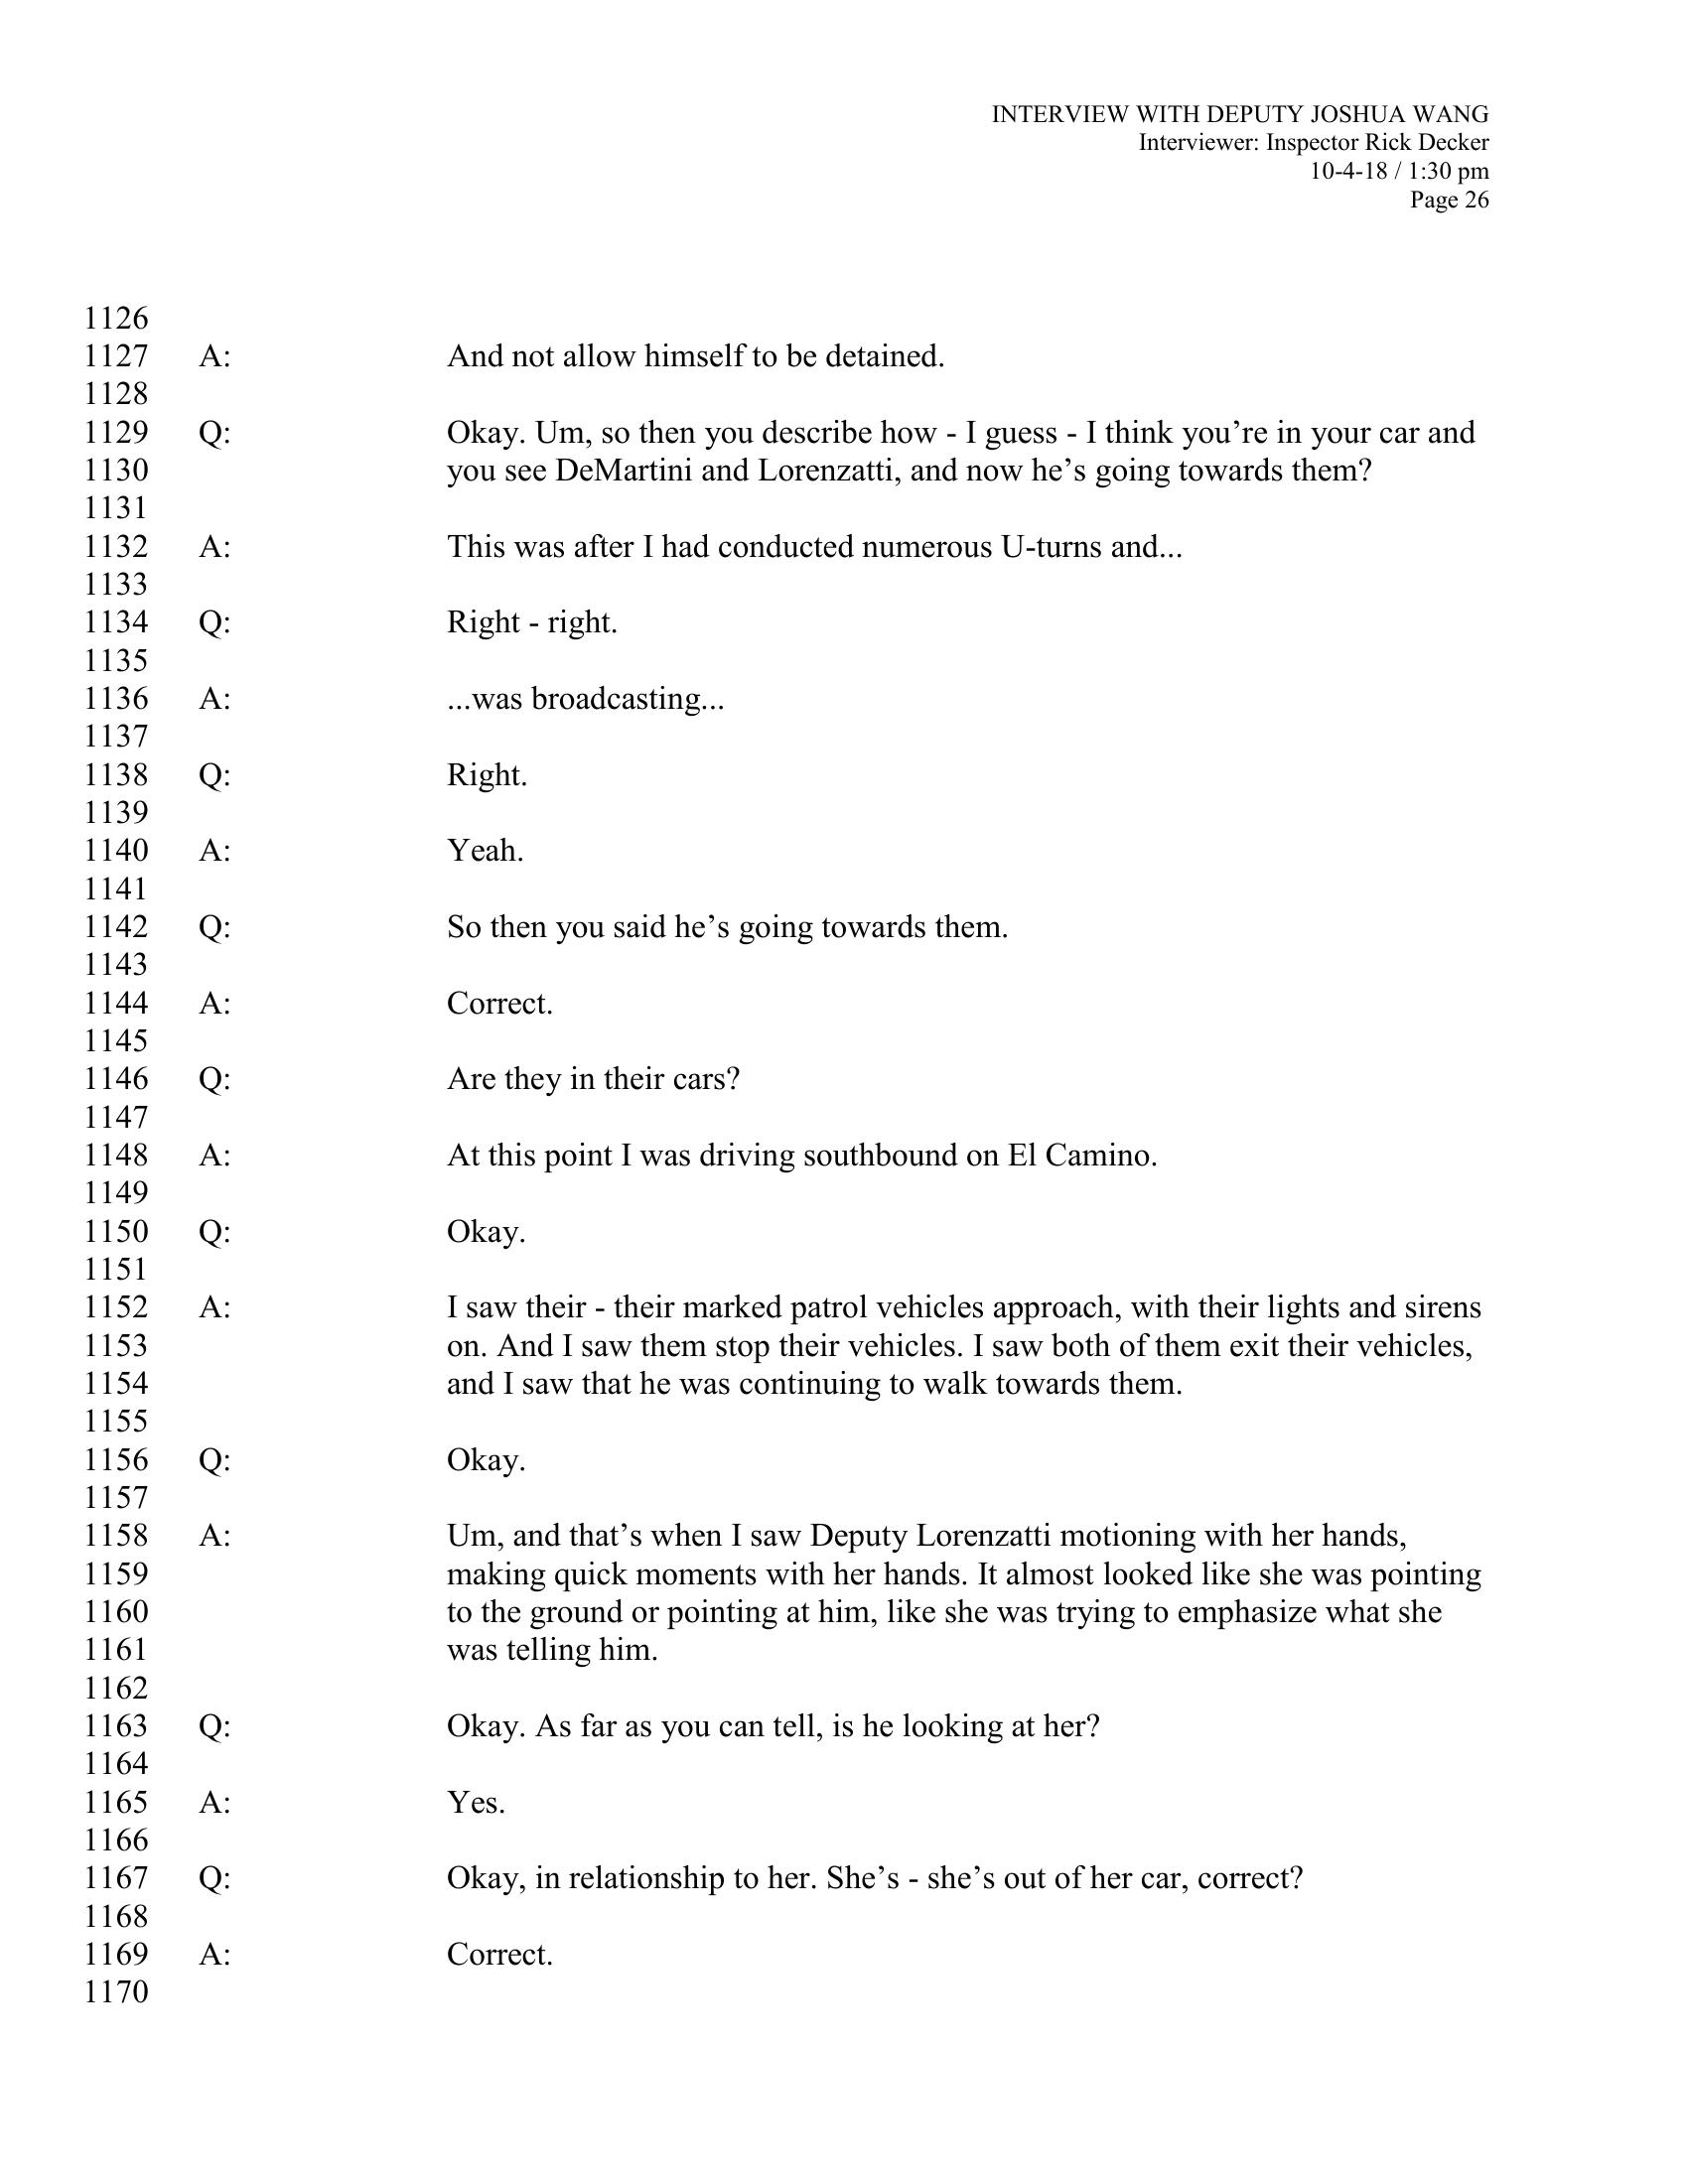 INTERVIEW WITH DEPUTY JOSHUA WANG
Interviewer: Inspector Rick Decker
10-4-18 / 1:30 pm
Page 26
1126
1127 A: And not allow himself to be detained.
1128
1129 Q: Okay. Um, so then you describe how - I guess - I think you’re in your car and
1130 you see DeMartini and Lorenzatti, and now he’s going towards them?
1131
1132 A: This was after I had conducted numerous U-turns and...
1133
1134 Q: Right - right.
1135
1136 A: ...was broadcasting...
1137
1138 Q: Right.
1139
1140 A: Yeah.
1141
1142 Q: So then you said he’s going towards them.
1143
1144 A: Correct.
1145
1146 Q: Are they in their cars?
1147
1148 A: At this point I was driving southbound on El Camino.
1149
1150 Q: Okay.
1151
1152 A: I saw their - their marked patrol vehicles approach, with their lights and sirens
1153 on. And I saw them stop their vehicles. I saw both of them exit their vehicles,
1154 and I saw that he was continuing to walk towards them.
1155
1156 Q: Okay.
1157
1158 A: Um, and that’s when I saw Deputy Lorenzatti motioning with her hands,
1159 making quick moments with her hands. It almost looked like she was pointing
1160 to the ground or pointing at him, like she was trying to emphasize what she
1161 was telling him.
1162
1163 Q: Okay. As far as you can tell, is he looking at her?
1164
1165 A: Yes.
1166
1167 Q: Okay, in relationship to her. She’s - she’s out of her car, correct?
1168
1169 A: Correct.
1170